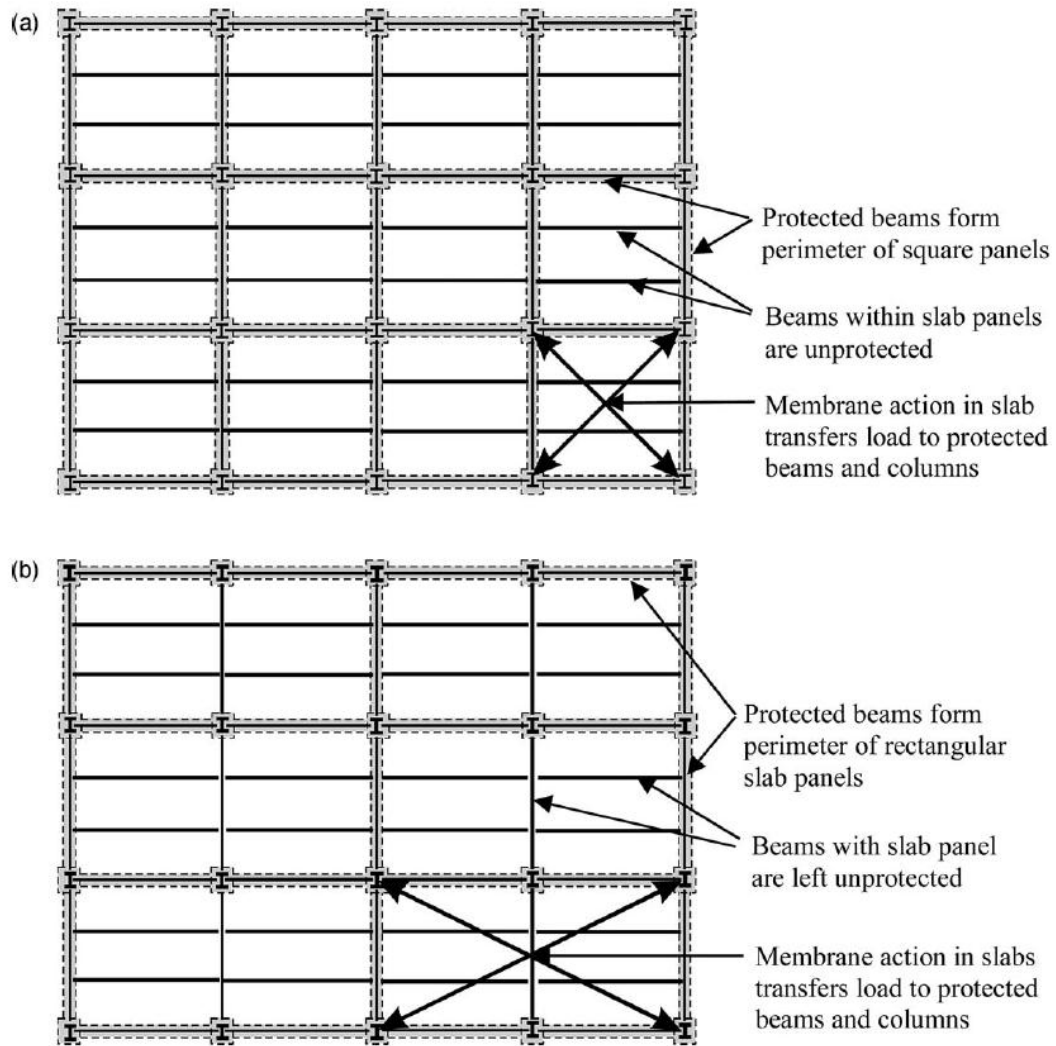 (a)
Protected beams form
perimeter of square panels
Beams within slab panels
are unprotected
Membrane action in slab
transfers load to protected
beams and columns
(b)
Protected beams form
perimeter of rectangular
slab panels
Beams with slab panel
are left unprotected
Membrane action in slabs
transfers load to protected
beams and columns